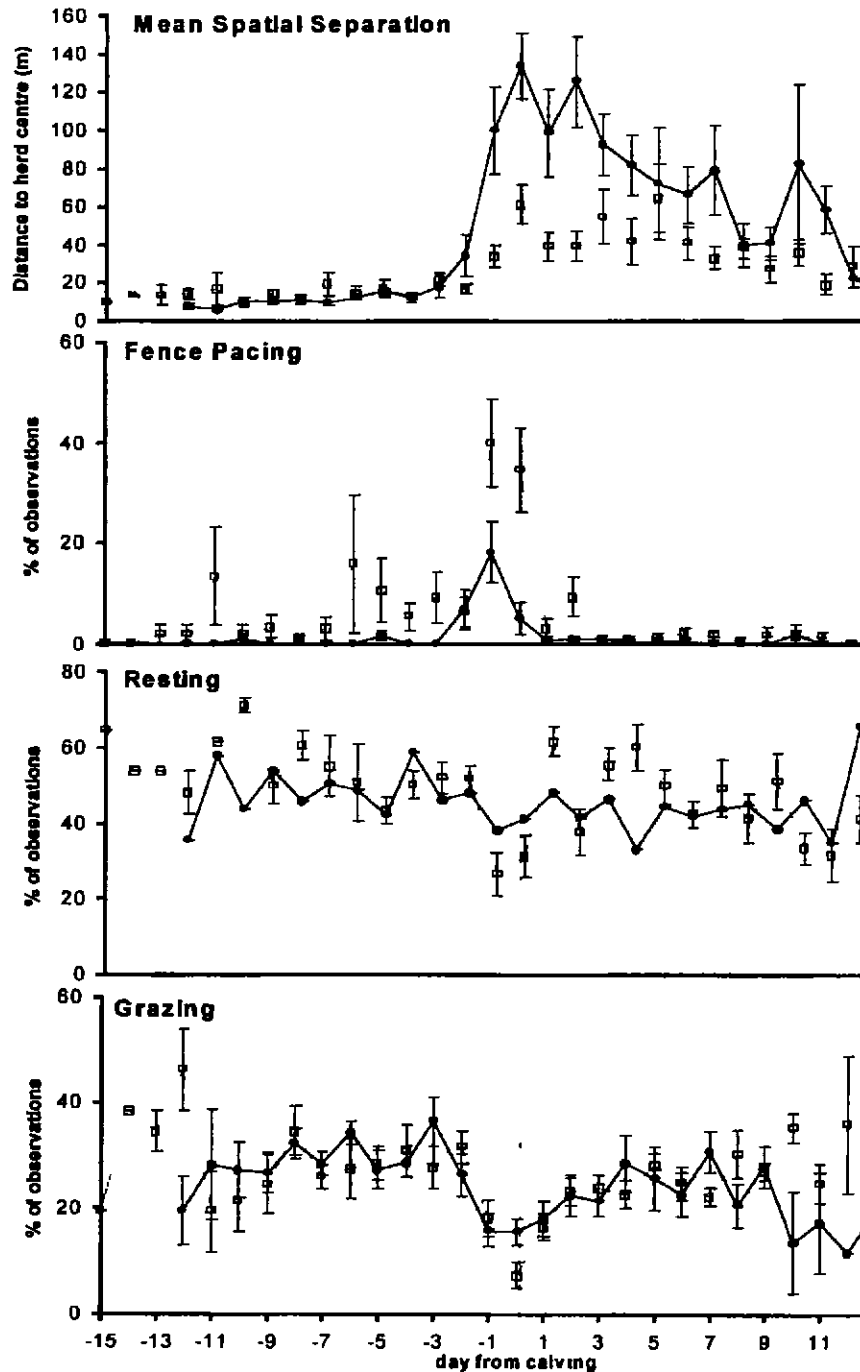 Mean Spatial Separation
Distance to herd centre (m)
160
140
120
100
80
60
40
20
0
Fence Pacing
% of observations
60
40
20
0
Resting
% of observations
80
60
40
20
0
Grazing
% of observations
60
40
20
0
-15 -13 -11 -9 -7 -5 -3 -1 1 3 5 7 9 11
day from calving